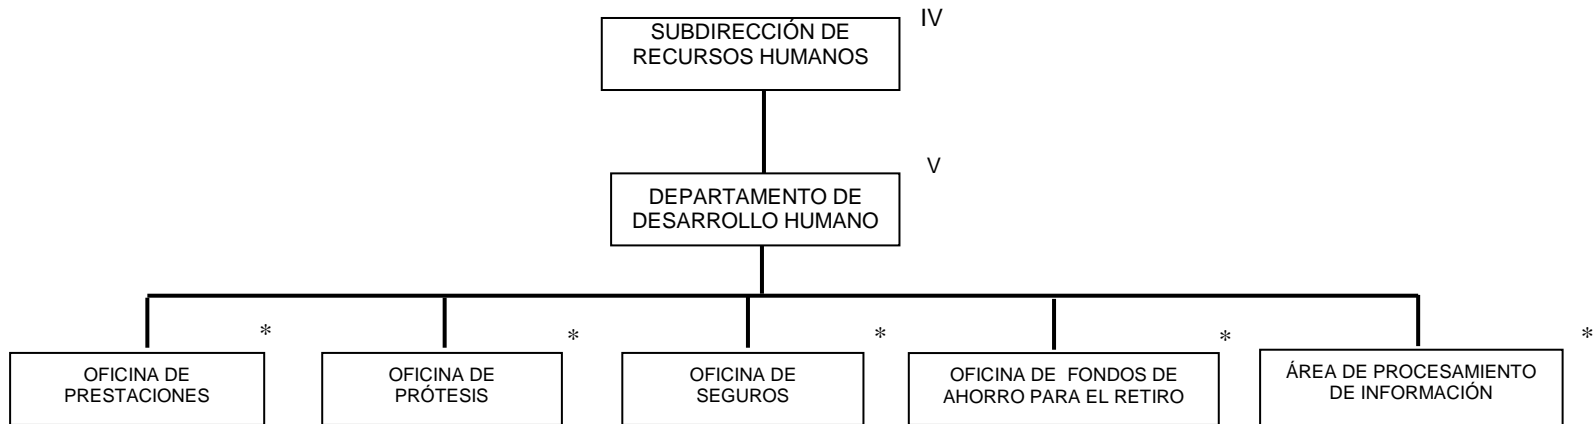 IV
SUBDIRECCIÓN DE
RECURSOS HUMANOS
V
DEPARTAMENTO DE
DESARROLLO HUMANO
*
OFICINA DE
PRESTACIONES
*
OFICINA DE
PRÓTESIS
*
OFICINA DE
SEGUROS
*
OFICINA DE FONDOS DE
AHORRO PARA EL RETIRO
*
ÁREA DE PROCESAMIENTO
DE INFORMACIÓN